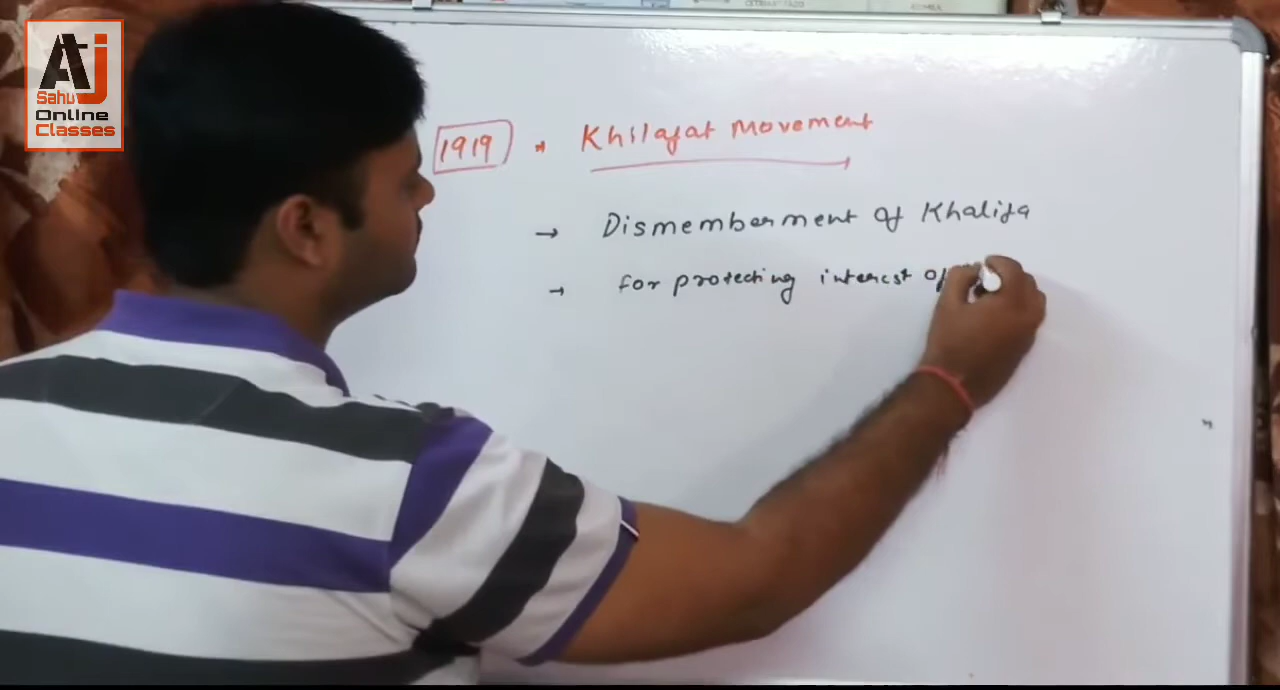 AJ
Sahu
Online
Classes
1919 Khilafat Movement
→ Dismemberment of Khalifa
→ for protecting interest of